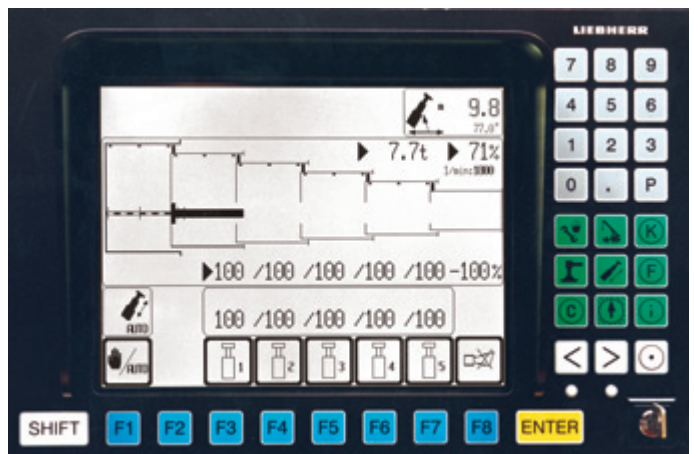 LIEBHERR
7 8 9
9.8
77.0°
4 5 6
7.7t 71%
1/min:1800
1 2 3
0 . P
K
▶100 /100 /100 /100 /100 -100%
F
AUTO
100 /100 /100 /100 /100
C i
/AUTO
1 2 3 4 5
< >
SHIFT F1 F2 F3 F4 F5 F6 F7 F8 ENTER